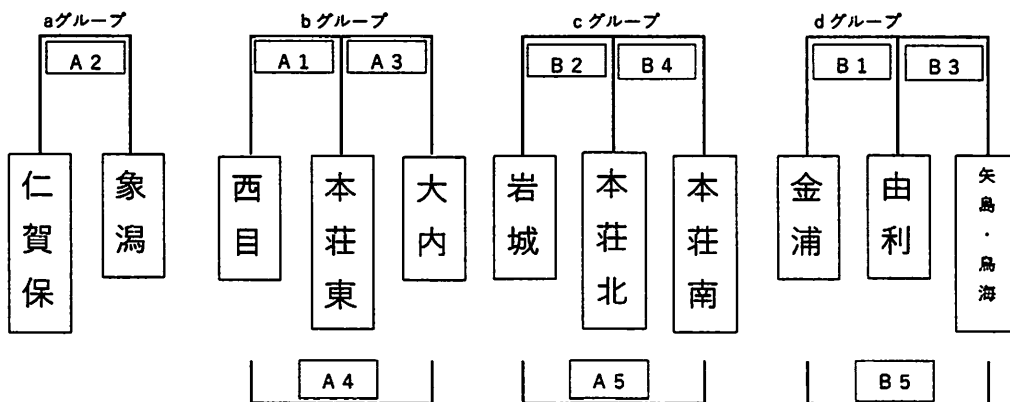 aグループ
bグループ
cグループ
dグループ
A2
A1
A3
B2
B4
B1
B3
仁賀保
象潟
西目
本荘東
大内
岩城
本荘北
本荘南
金浦
由利
矢島・鳥海
A4
A5
B5